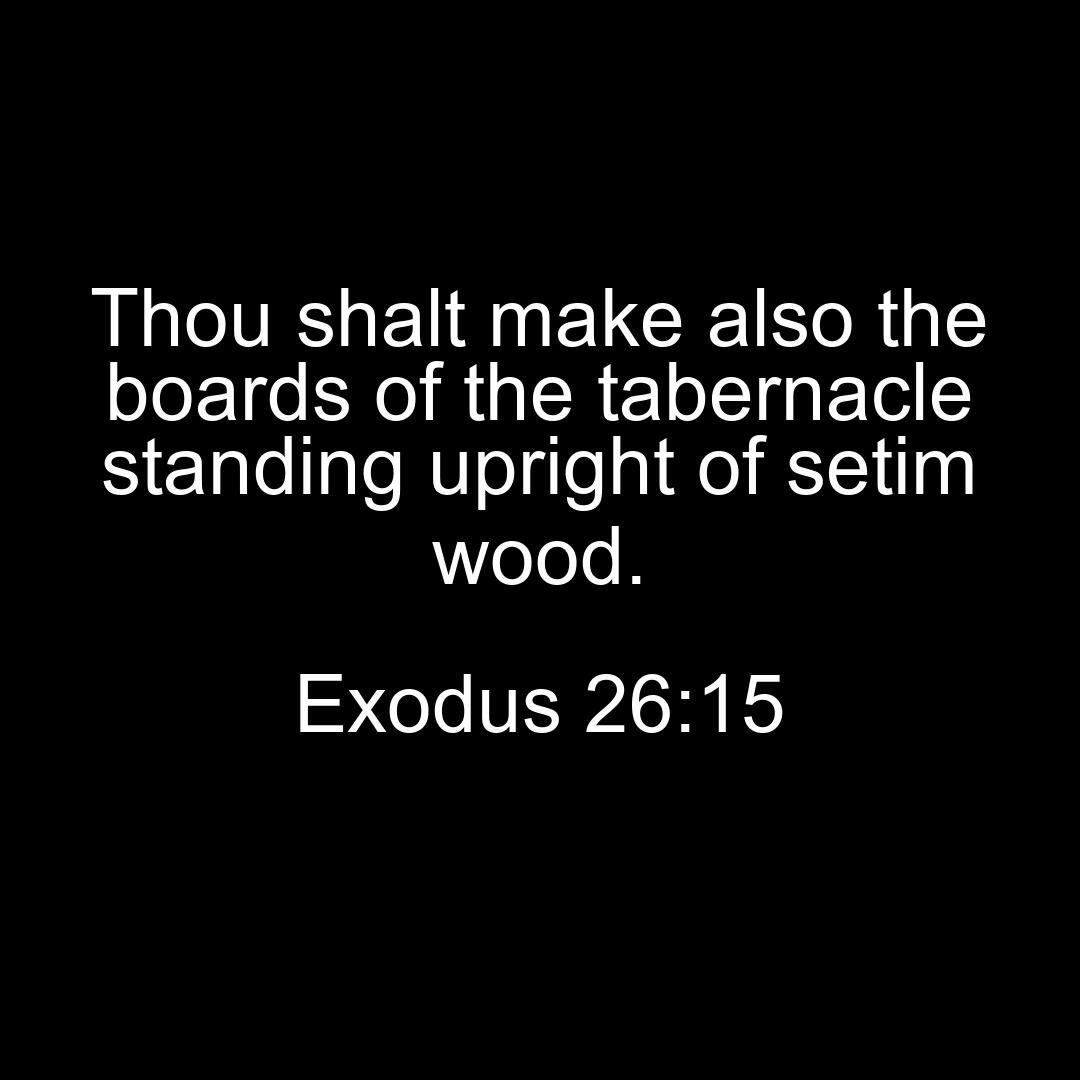 Thou shalt make also the
boards of the tabernacle
standing upright of setim
wood.
Exodus 26:15